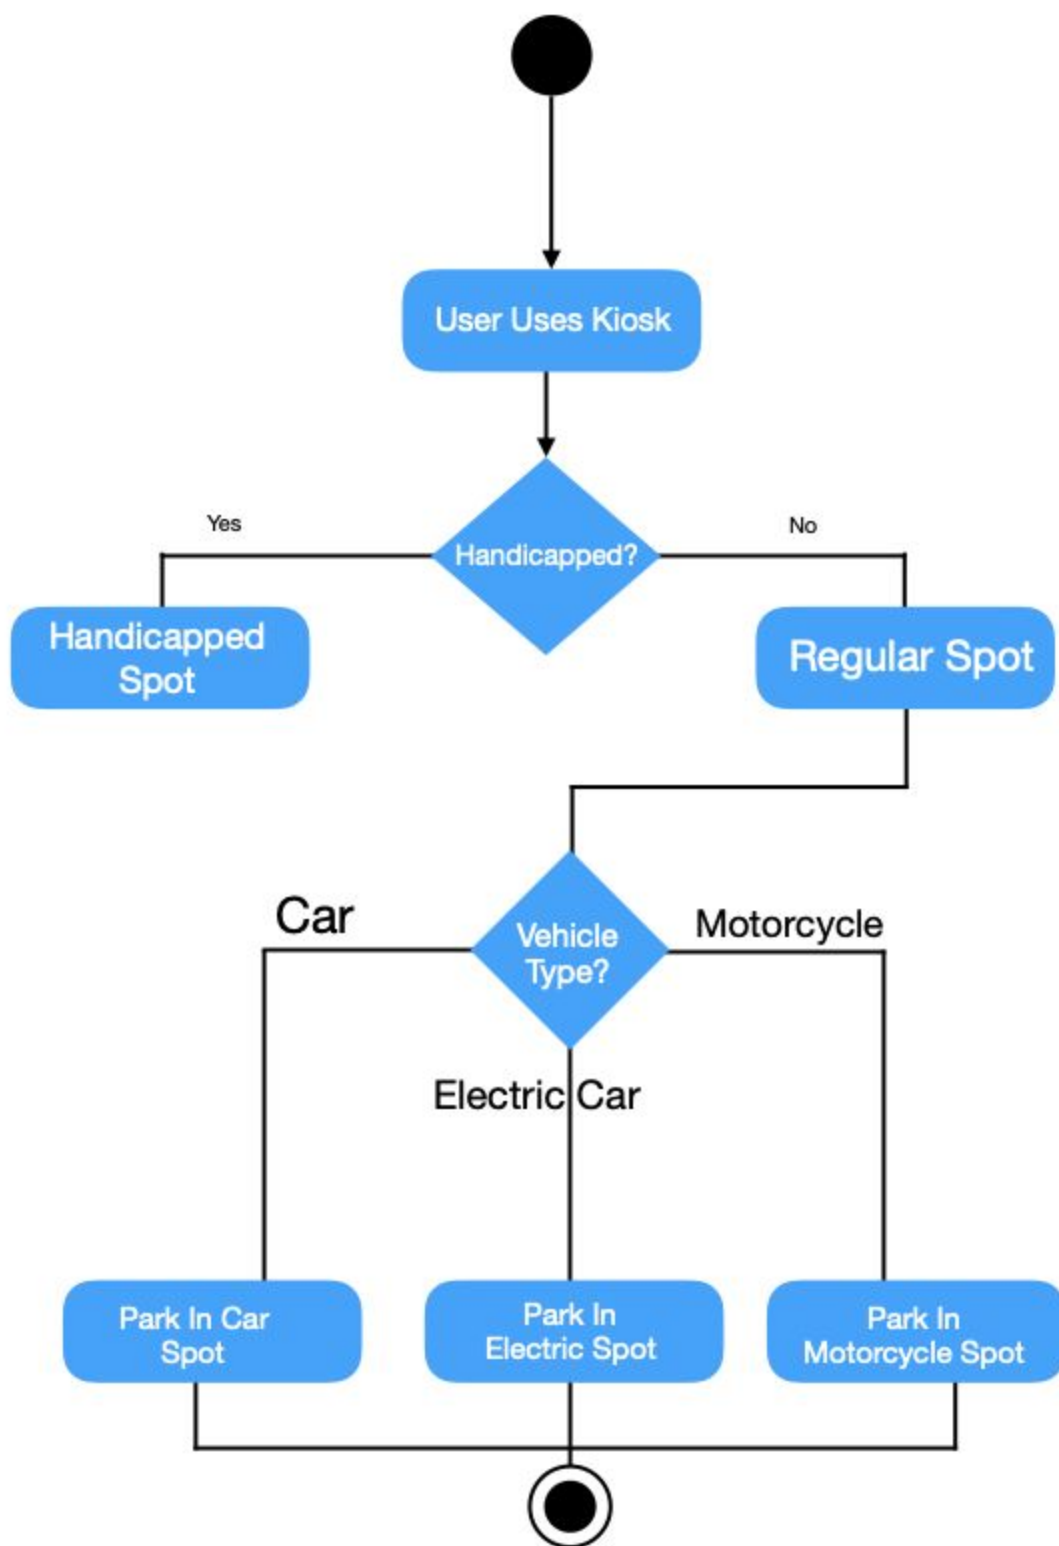 User Uses Kiosk
Yes
No
Handicapped?
Handicapped
Spot
Regular Spot
Car
Motorcycle
Vehicle
Type?
Electric Car
Park In Car
Spot
Park In
Electric Spot
Park In
Motorcycle Spot